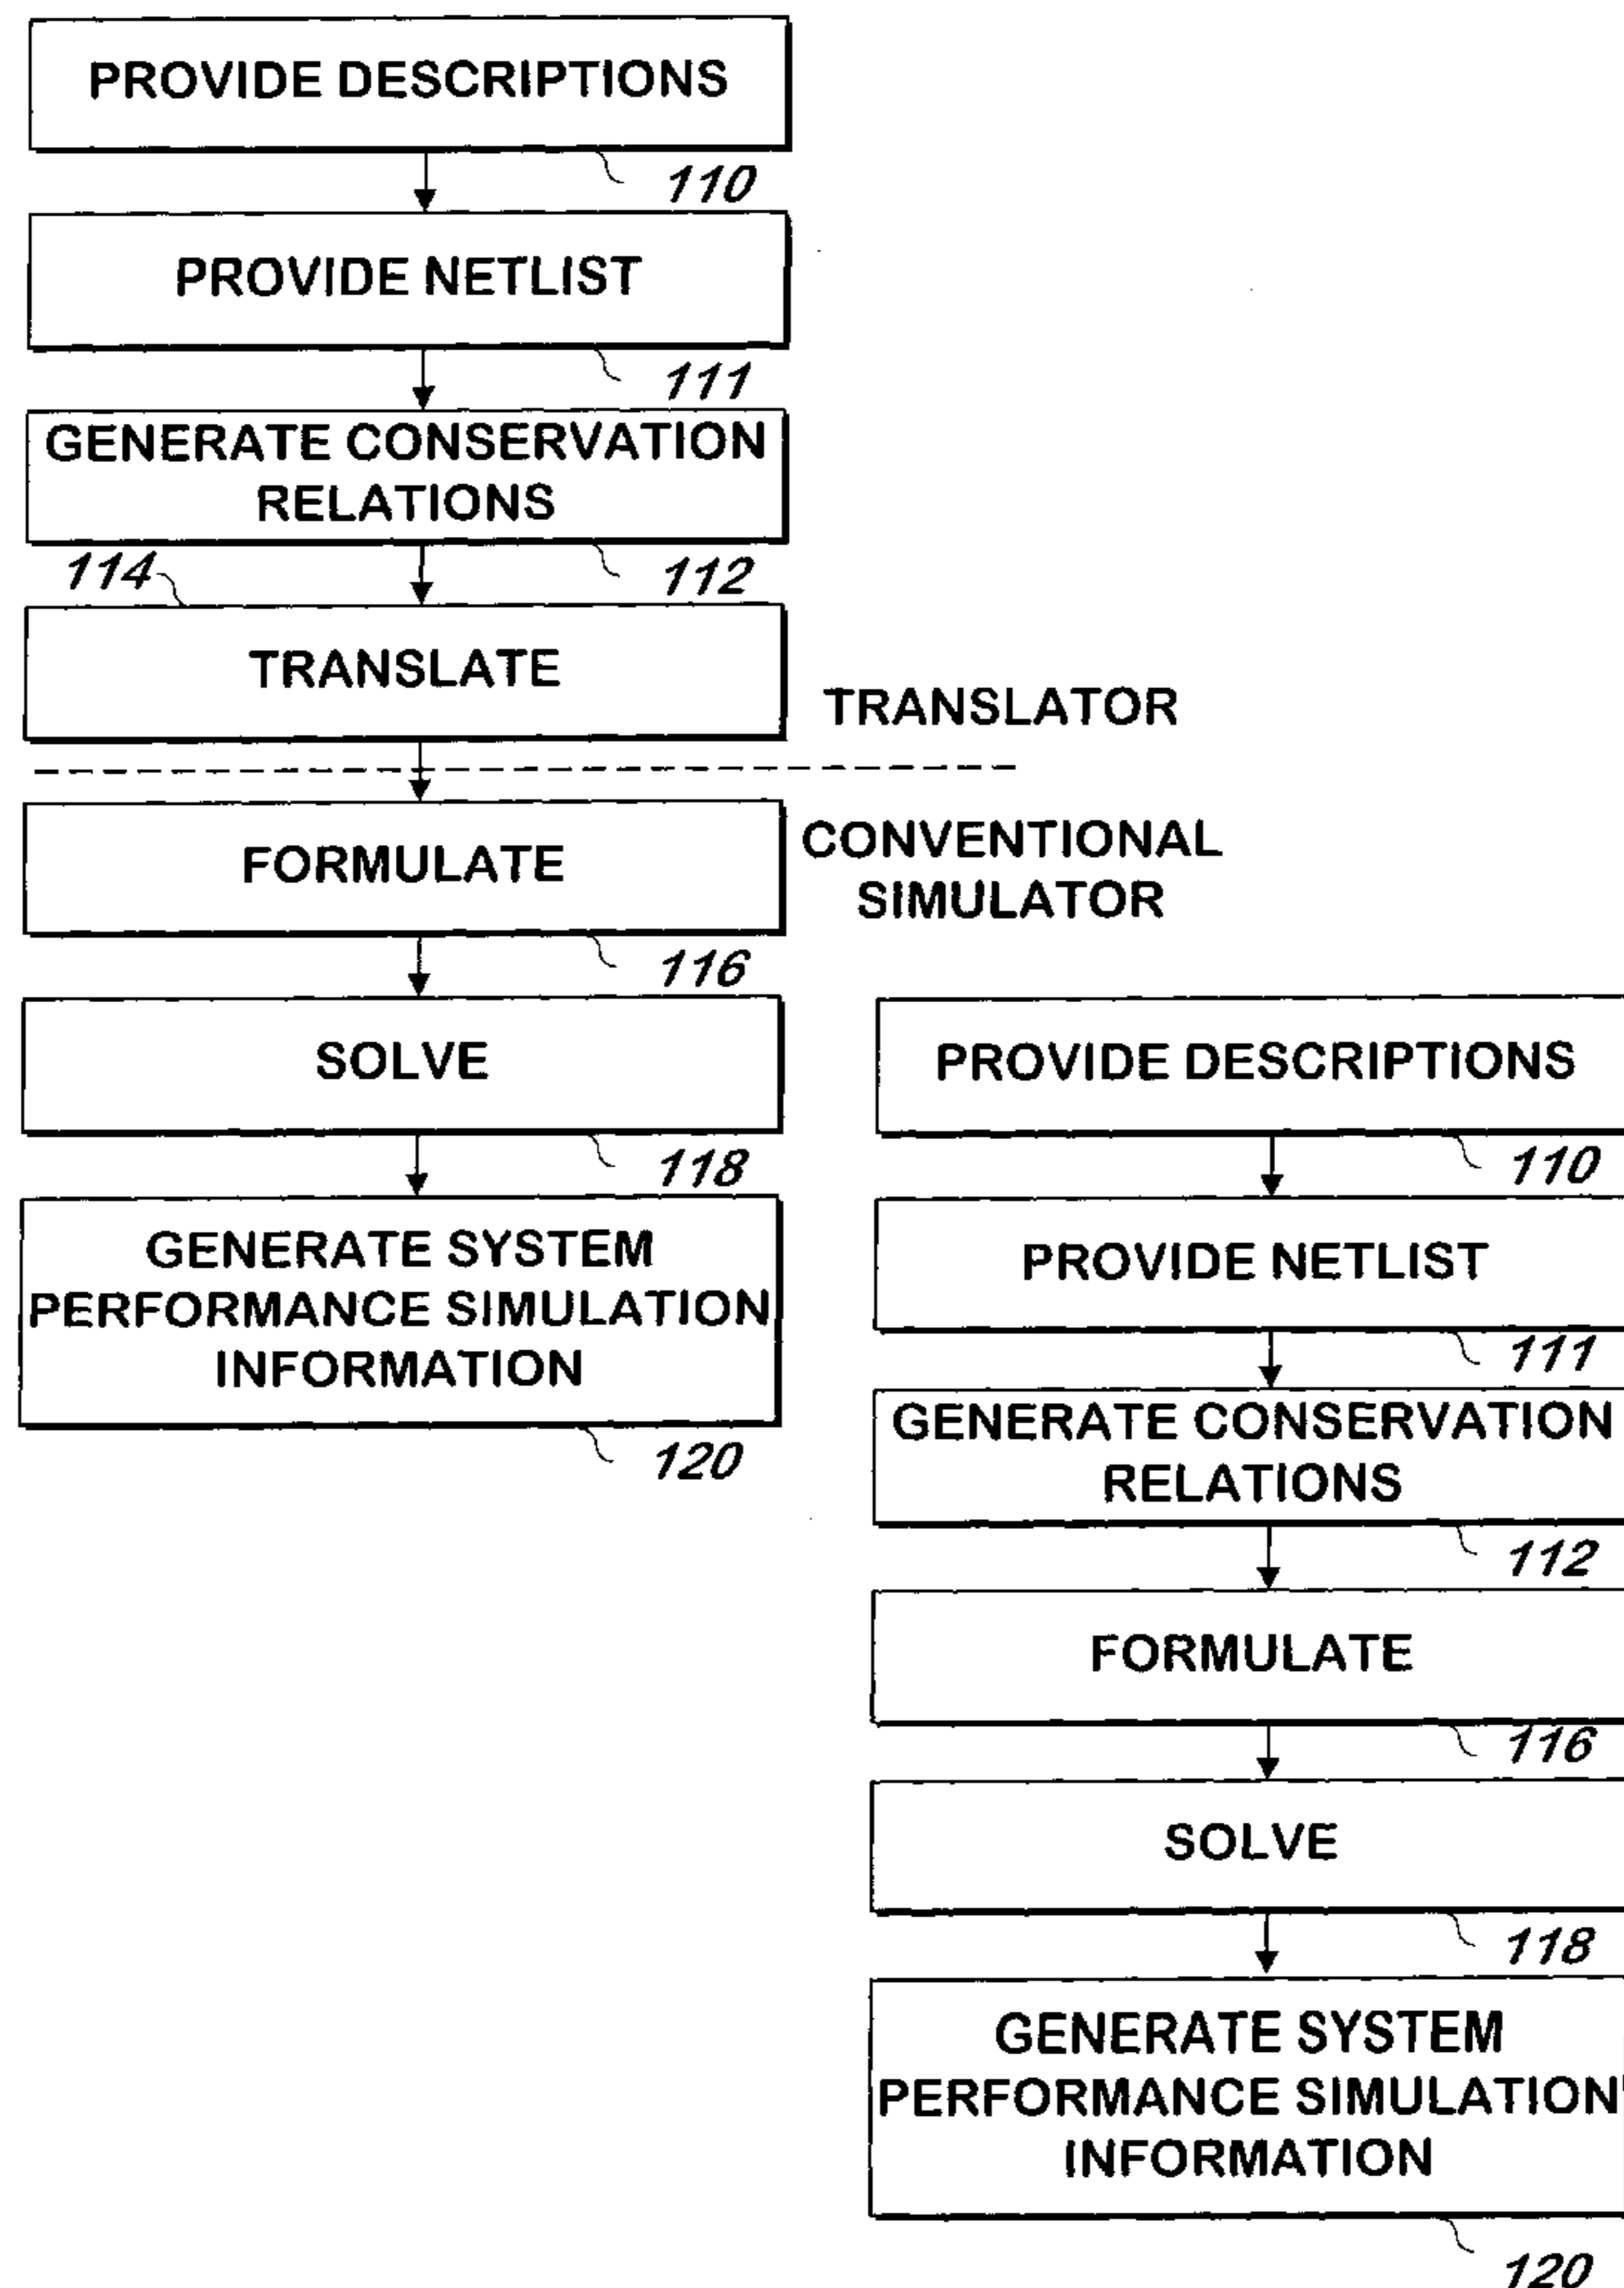 PROVIDE DESCRIPTIONS
110
PROVIDE NETLIST
111
GENERATE CONSERVATION
RELATIONS
112
114
TRANSLATE
TRANSLATOR
CONVENTIONAL
SIMULATOR
FORMULATE
116
SOLVE
118
GENERATE SYSTEM
PERFORMANCE SIMULATION
INFORMATION
120
PROVIDE DESCRIPTIONS
110
PROVIDE NETLIST
111
GENERATE CONSERVATION
RELATIONS
112
FORMULATE
116
SOLVE
118
GENERATE SYSTEM
PERFORMANCE SIMULATION
INFORMATION
120